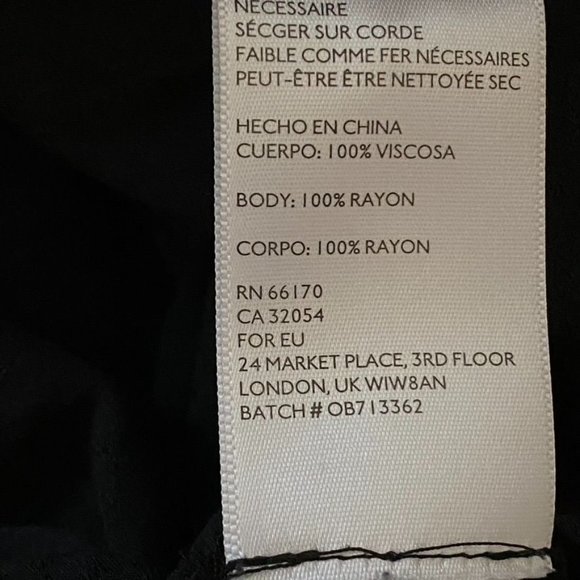 NÉCESSAIRE
SÉCGER SUR CORDE
FAIBLE COMME FER NÉCESSAIRES
PEUT-ÊTRE ÊTRE NETTOYÉE SEC
HECHO EN CHINA
CUERPO: 100% VISCOSA
BODY: 100% RAYON
CORPO: 100% RAYON
RN 66170
CA 32054
FOR EU
24 MARKET PLACE, 3RD FLOOR
LONDON, UK WIW8AN
BATCH # OB713362